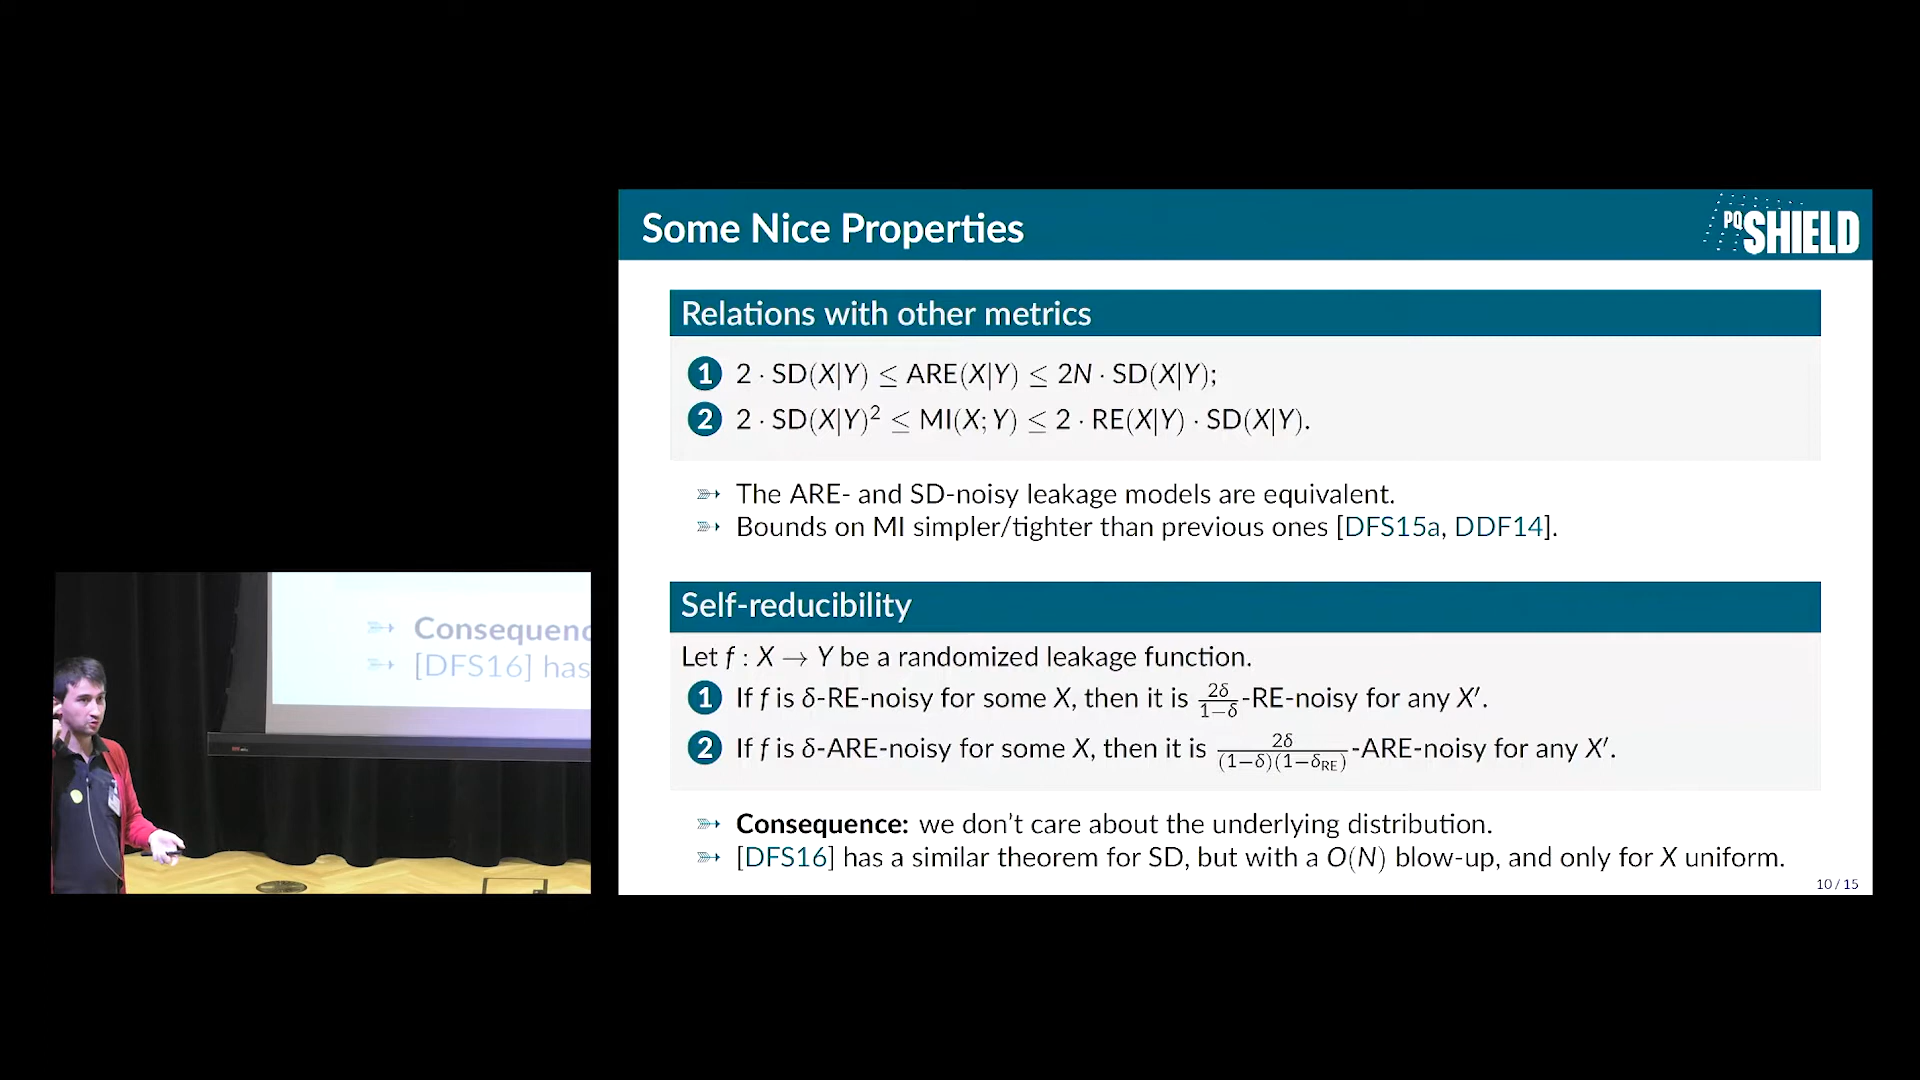 Some Nice Properties
PQSHIELD
Relations with other metrics
1 2 · SD(X|Y) ≤ ARE(X|Y) ≤ 2N · SD(X|Y);
2 2 · SD(X|Y)² ≤ MI(X; Y) ≤ 2 · RE(X|Y) · SD(X|Y).
The ARE- and SD-noisy leakage models are equivalent.
Bounds on MI simpler/tighter than previous ones [DFS15a, DDF14].
Self-reducibility
Let f : X → Y be a randomized leakage function.
1 If f is δ-RE-noisy for some X, then it is 2δ/(1−δ)-RE-noisy for any X′.
2 If f is δ-ARE-noisy for some X, then it is 2δ/((1−δ)(1−δ_RE))-ARE-noisy for any X′.
Consequence: we don't care about the underlying distribution.
[DFS16] has a similar theorem for SD, but with a O(N) blow-up, and only for X uniform.
10 / 15
Consequenc
[DFS16] has